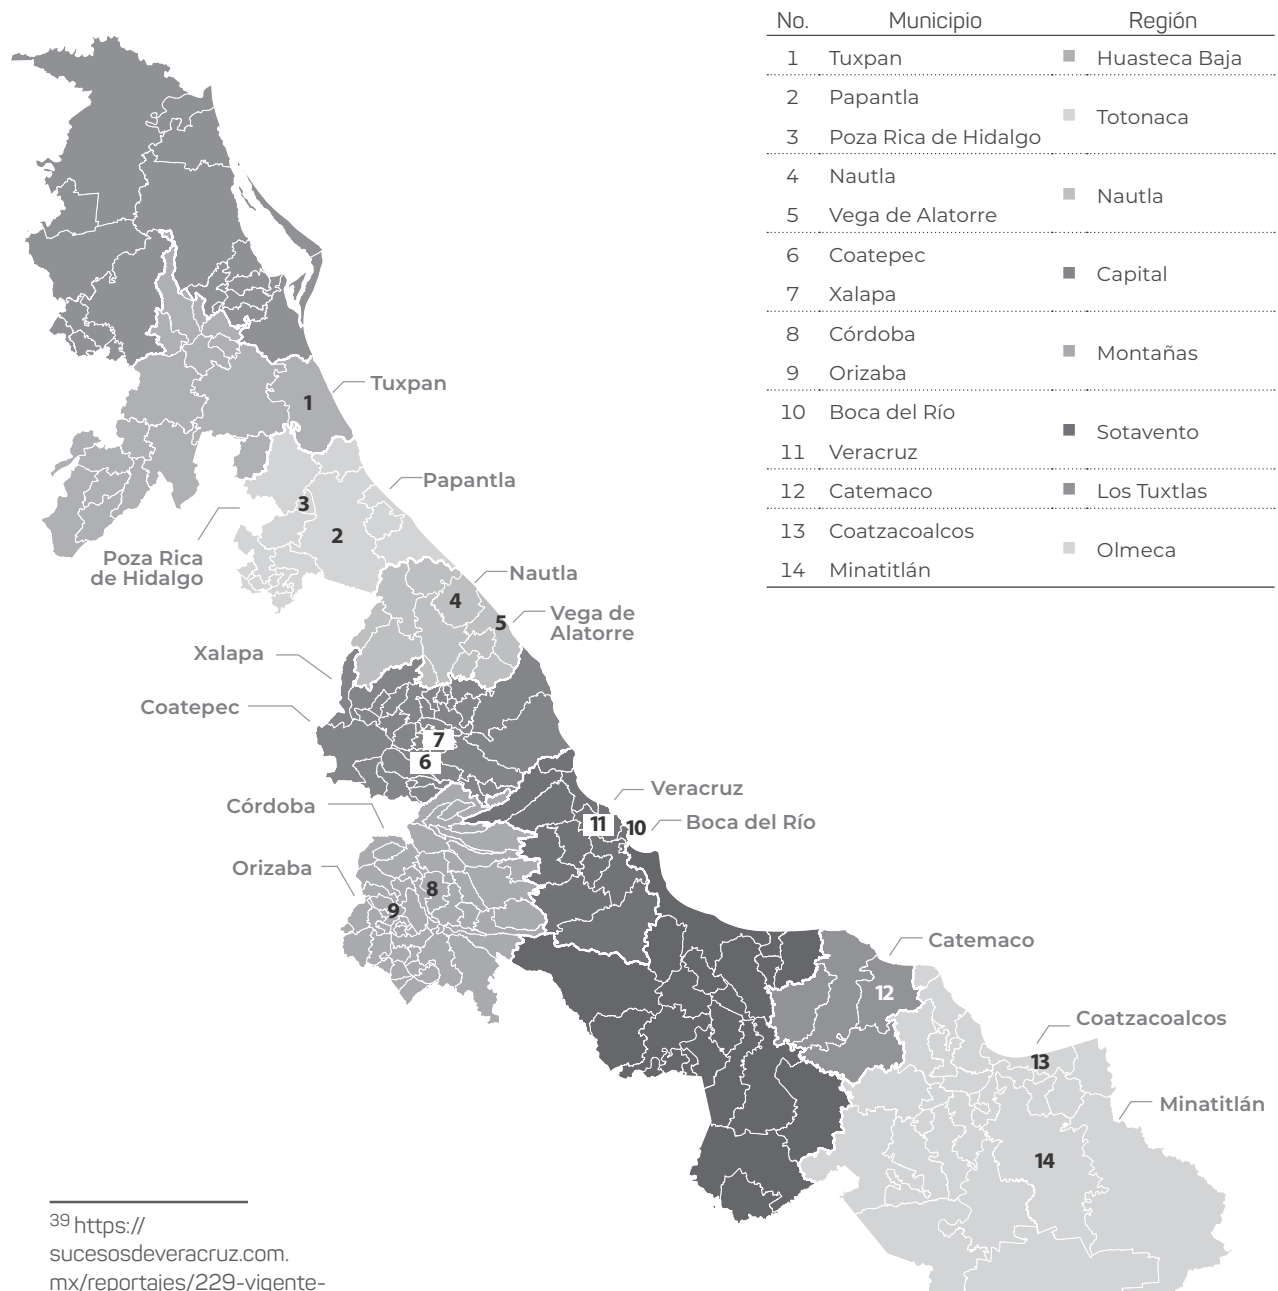 No. Municipio Región
1 Tuxpan Huasteca Baja
2 Papantla
Totonaca
3 Poza Rica de Hidalgo
4 Nautla
Nautla
5 Vega de Alatorre
6 Coatepec
Capital
7 Xalapa
8 Córdoba
Montañas
9 Orizaba
10 Boca del Río
Sotavento
11 Veracruz
12 Catemaco Los Tuxtlas
13 Coatzacoalcos
Olmeca
14 Minatitlán
Tuxpan
1
Papantla
3
2
Poza Rica
de Hidalgo
Nautla
4
5
Vega de
Alatorre
Xalapa
Coatepec
7
6
Veracruz
Córdoba
11
10
Boca del Río
Orizaba
8
9
Catemaco
12
Coatzacoalcos
13
Minatitlán
14
39 https://
sucesosdeveracruz.com.
mx/reportajes/229-vigente-